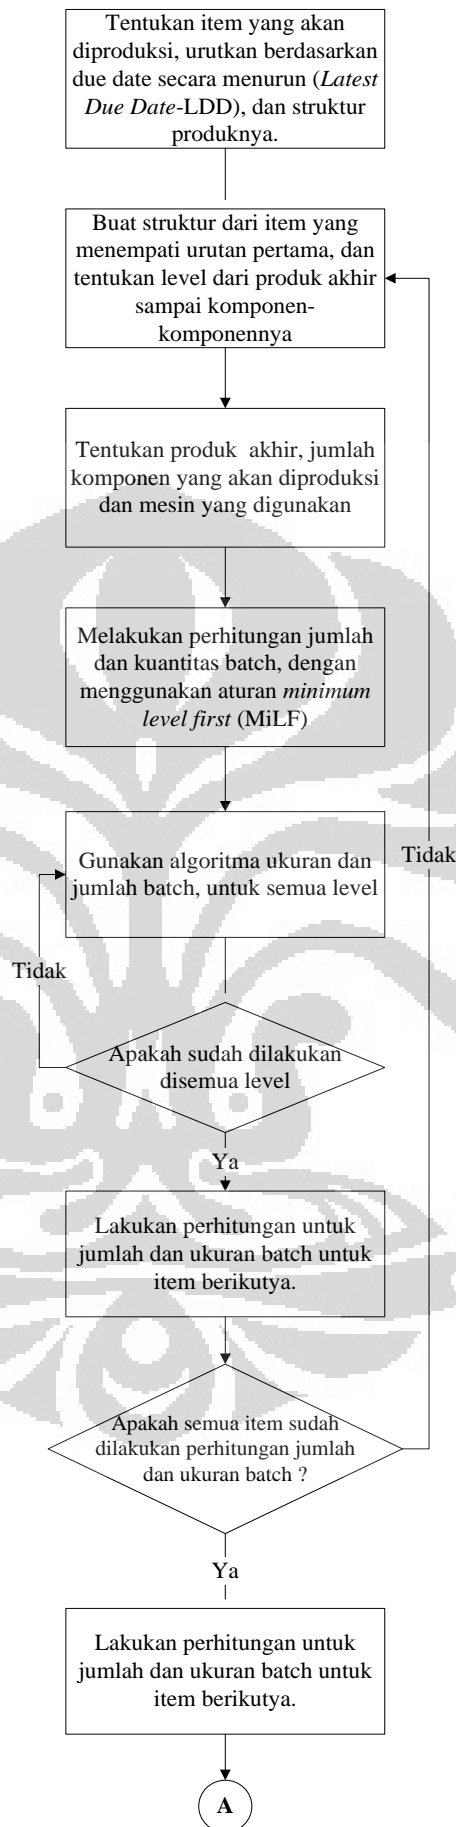 Tentukan item yang akan
diproduksi, urutkan berdasarkan
due date secara menurun (Latest
Due Date-LDD), dan struktur
produknya.
Buat struktur dari item yang
menempati urutan pertama, dan
tentukan level dari produk akhir
sampai komponen-
komponennya
Tentukan produk akhir, jumlah
komponen yang akan diproduksi
dan mesin yang digunakan
Melakukan perhitungan jumlah
dan kuantitas batch, dengan
menggunakan aturan minimum
level first (MiLF)
Gunakan algoritma ukuran dan
jumlah batch, untuk semua level
Tidak
Tidak
Apakah sudah dilakukan
disemua level
Ya
Lakukan perhitungan untuk
jumlah dan ukuran batch untuk
item berikutya.
Apakah semua item sudah
dilakukan perhitungan jumlah
dan ukuran batch ?
Ya
Lakukan perhitungan untuk
jumlah dan ukuran batch untuk
item berikutya.
A